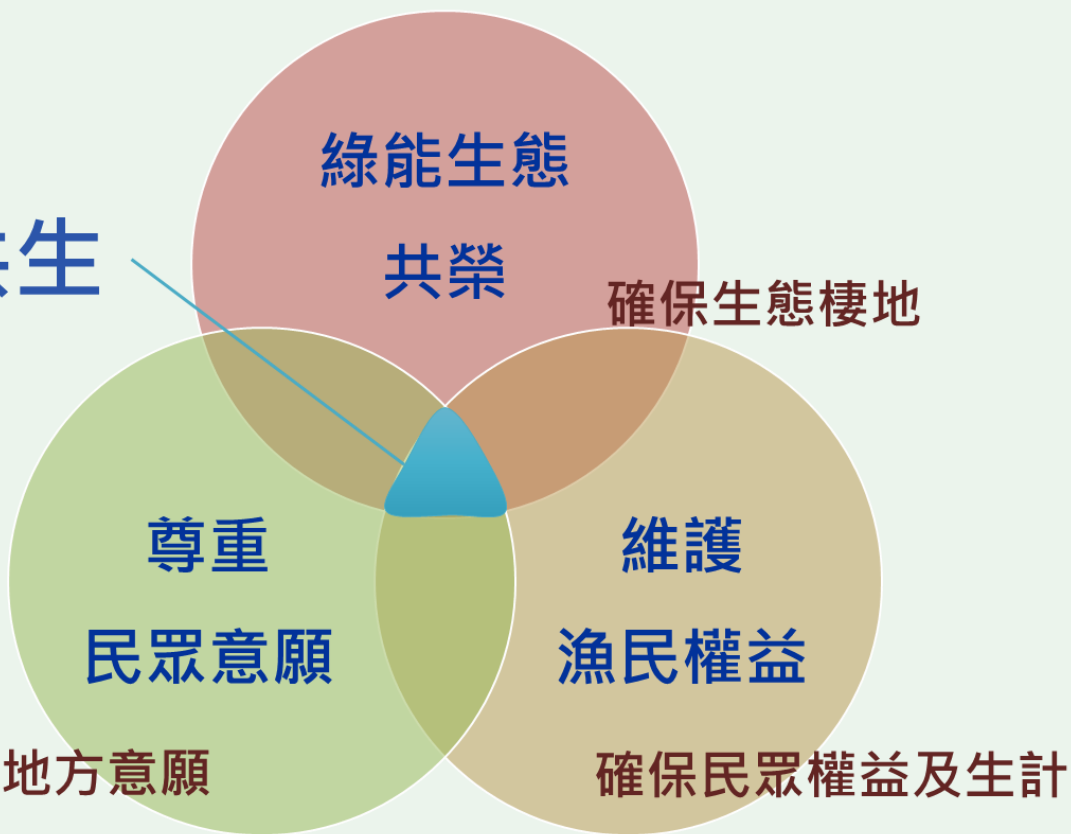 綠能生態
共榮
共生
確保生態棲地
尊重
民眾意願
維護
漁民權益
地方意願
確保民眾權益及生計